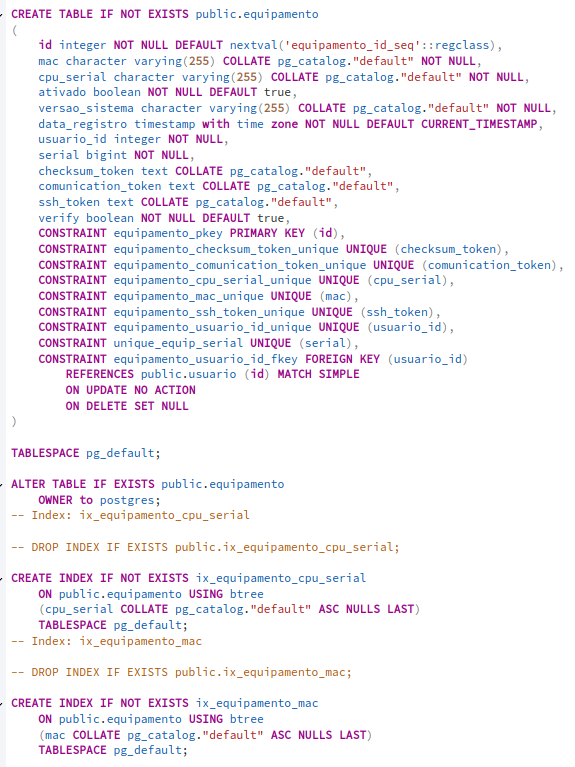 CREATE TABLE IF NOT EXISTS public.equipamento
(
    id integer NOT NULL DEFAULT nextval('equipamento_id_seq'::regclass),
    mac character varying(255) COLLATE pg_catalog."default" NOT NULL,
    cpu_serial character varying(255) COLLATE pg_catalog."default" NOT NULL,
    ativado boolean NOT NULL DEFAULT true,
    versao_sistema character varying(255) COLLATE pg_catalog."default" NOT NULL,
    data_registro timestamp with time zone NOT NULL DEFAULT CURRENT_TIMESTAMP,
    usuario_id integer NOT NULL,
    serial bigint NOT NULL,
    checksum_token text COLLATE pg_catalog."default",
    comunication_token text COLLATE pg_catalog."default",
    ssh_token text COLLATE pg_catalog."default",
    verify boolean NOT NULL DEFAULT true,
    CONSTRAINT equipamento_pkey PRIMARY KEY (id),
    CONSTRAINT equipamento_checksum_token_unique UNIQUE (checksum_token),
    CONSTRAINT equipamento_comunication_token_unique UNIQUE (comunication_token),
    CONSTRAINT equipamento_cpu_serial_unique UNIQUE (cpu_serial),
    CONSTRAINT equipamento_mac_unique UNIQUE (mac),
    CONSTRAINT equipamento_ssh_token_unique UNIQUE (ssh_token),
    CONSTRAINT equipamento_usuario_id_unique UNIQUE (usuario_id),
    CONSTRAINT unique_equip_serial UNIQUE (serial),
    CONSTRAINT equipamento_usuario_id_fkey FOREIGN KEY (usuario_id)
        REFERENCES public.usuario (id) MATCH SIMPLE
        ON UPDATE NO ACTION
        ON DELETE SET NULL
)
TABLESPACE pg_default;
ALTER TABLE IF EXISTS public.equipamento
    OWNER to postgres;
-- Index: ix_equipamento_cpu_serial
-- DROP INDEX IF EXISTS public.ix_equipamento_cpu_serial;
CREATE INDEX IF NOT EXISTS ix_equipamento_cpu_serial
    ON public.equipamento USING btree
    (cpu_serial COLLATE pg_catalog."default" ASC NULLS LAST)
    TABLESPACE pg_default;
-- Index: ix_equipamento_mac
-- DROP INDEX IF EXISTS public.ix_equipamento_mac;
CREATE INDEX IF NOT EXISTS ix_equipamento_mac
    ON public.equipamento USING btree
    (mac COLLATE pg_catalog."default" ASC NULLS LAST)
    TABLESPACE pg_default;